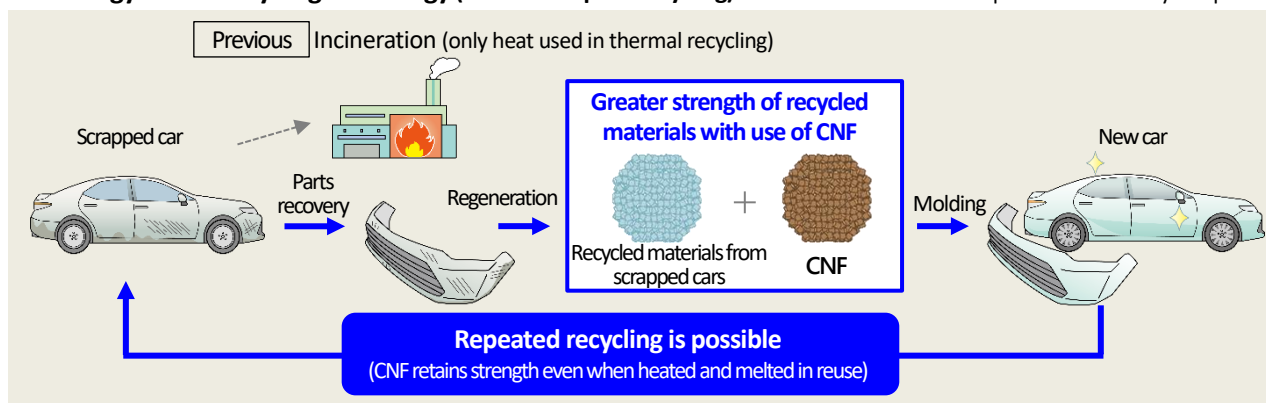 Previous Incineration (only heat used in thermal recycling)
Scrapped car
Parts
recovery
Regeneration
Greater strength of recycled
materials with use of CNF
+
Recycled materials from
scrapped cars
CNF
Molding
New car
Repeated recycling is possible
(CNF retains strength even when heated and melted in reuse)